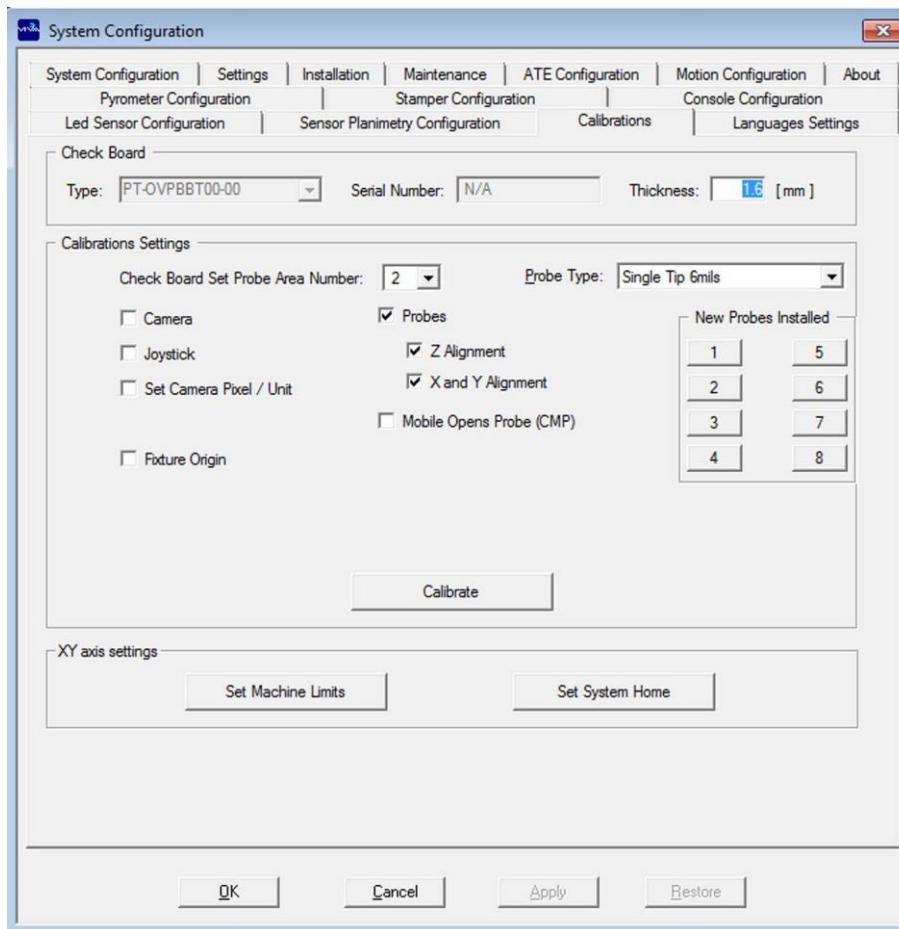 System Configuration
System Configuration Settings Installation Maintenance ATE Configuration Motion Configuration About
Pyrometer Configuration Stamper Configuration Console Configuration
Led Sensor Configuration Sensor Planimetry Configuration Calibrations Languages Settings
Check Board
Type: PT-OVPBBT00-00 Serial Number: N/A Thickness: 1.6 [ mm ]
Calibrations Settings
Check Board Set Probe Area Number: 2 Probe Type: Single Tip 6mils
Camera Probes New Probes Installed
Joystick Z Alignment 1 5
Set Camera Pixel / Unit X and Y Alignment 2 6
Mobile Opens Probe (CMP) 3 7
Fixture Origin 4 8
Calibrate
XY axis settings
Set Machine Limits Set System Home
OK Cancel Apply Restore